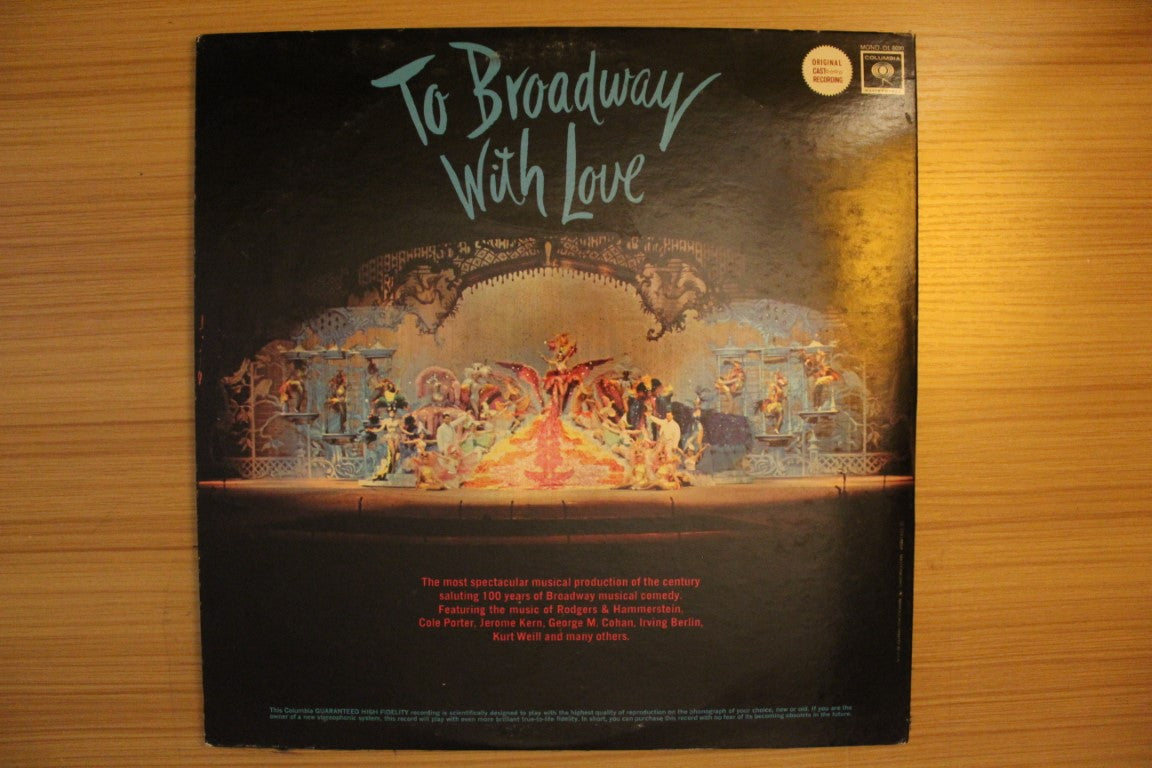 To Broadway
With Love
MONO OL 8030
ORIGINAL
CAST
RECORDING
COLUMBIA
The most spectacular musical production of the century
saluting 100 years of Broadway musical comedy.
Featuring the music of Rodgers & Hammerstein,
Cole Porter, Jerome Kern, George M. Cohan, Irving Berlin,
Kurt Weill and many others.
This Columbia GUARANTEED HIGH FIDELITY recording is scientifically designed to play with the highest quality of reproduction on the phonograph of your choice, new or old. If you are the
owner of a new stereophonic system, this record will play with even more brilliant true-to-life fidelity. In short, you can purchase this record with no fear of its becoming obsolete in the future.